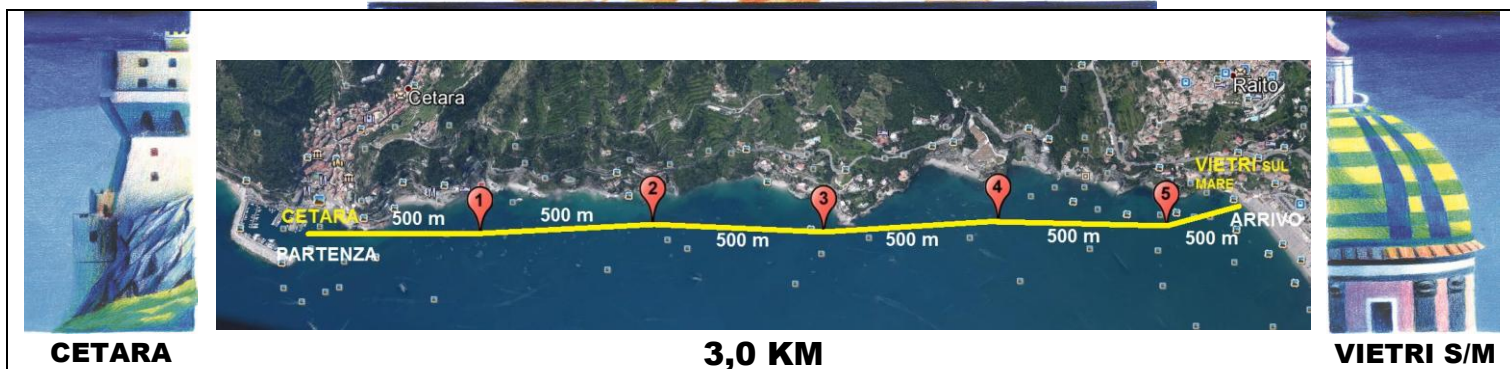 Cetara
Raito
VIETRI SUL
MARE
1
2
3
4
5
CETARA
500 m
500 m
500 m
500 m
500 m
500 m
ARRIVO
PARTENZA
CETARA
3,0 KM
VIETRI S/M